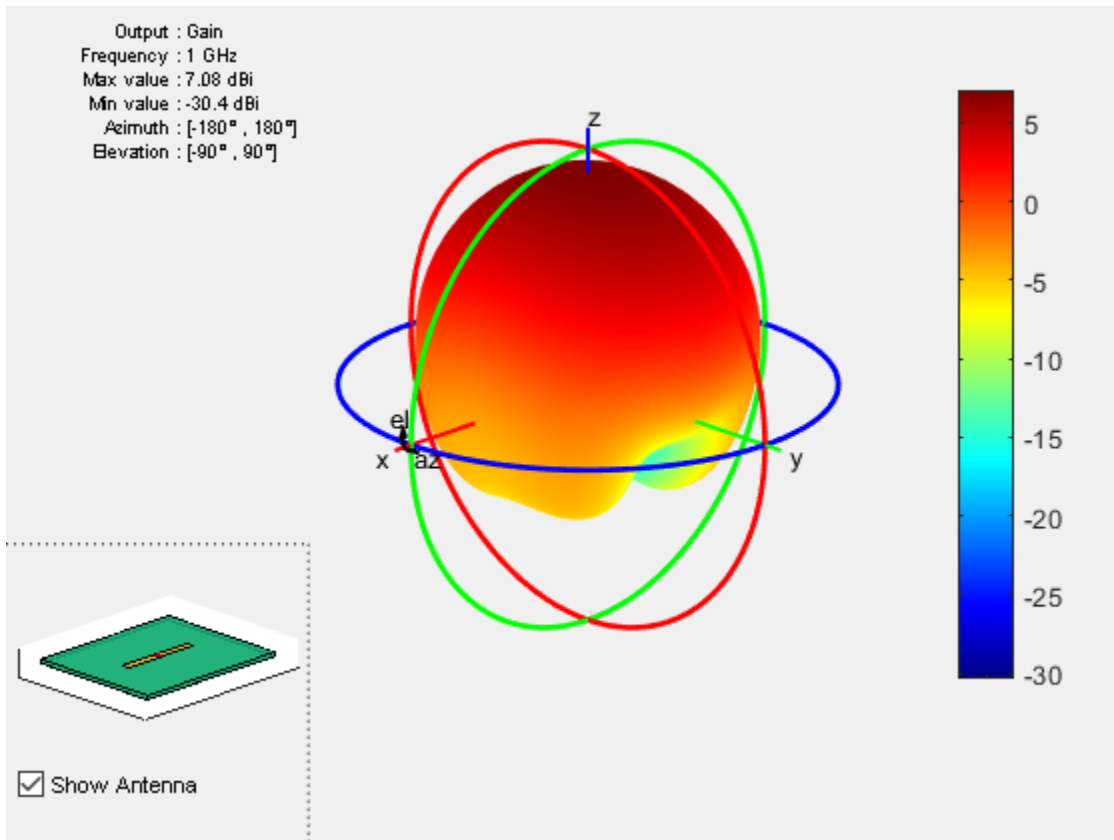 Output : Gain
Frequency : 1 GHz
Max value : 7.08 dBi
Min value : -30.4 dBi
Azimuth : [-180° , 180°]
Elevation : [-90° , 90°]
z
el
x
az
y
5
0
-5
-10
-15
-20
-25
-30
Show Antenna